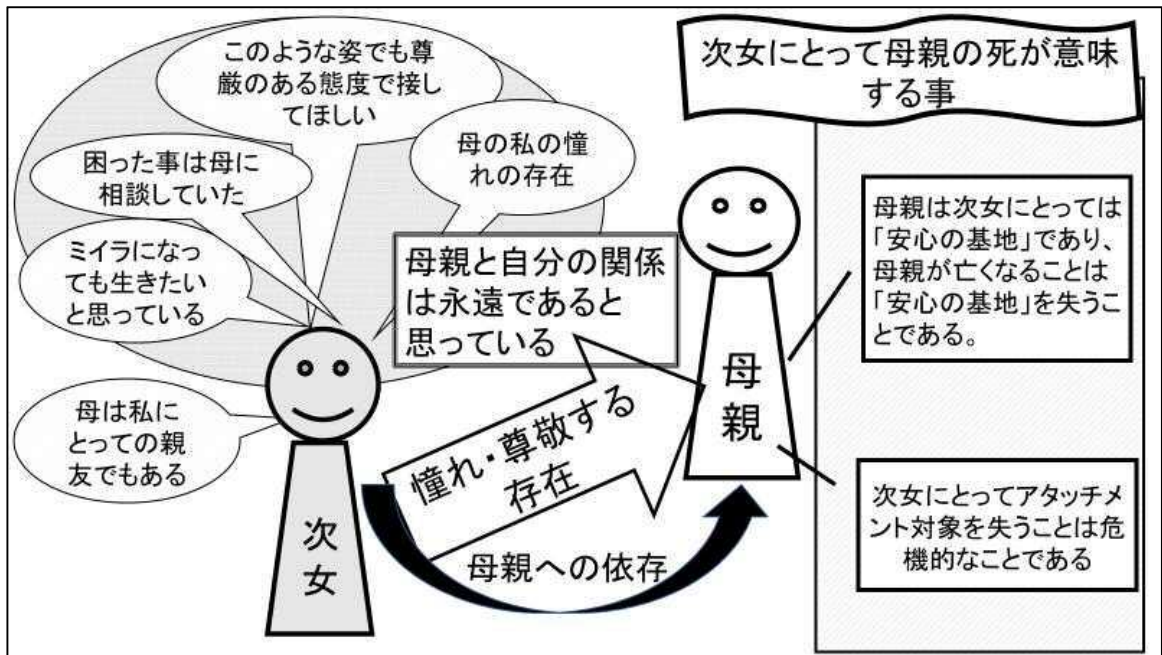 このような姿でも尊
厳のある態度で接し
てほしい
母の私の憧
れの存在
困った事は母に
相談していた
ミイラになっ
ても生きたい
と思っている
母は私に
とっての親
友でもある
次
女
母親と自分の関係
は永遠であると
思っている
憧れ・尊敬する
存在
母親への依存
母
親
次女にとって母親の死が意味
する事
母親は次女にとっては
「安心の基地」であり、
母親が亡くなることは
「安心の基地」を失うこ
とである。
次女にとってアタッチメ
ント対象を失うことは危
機的なことである